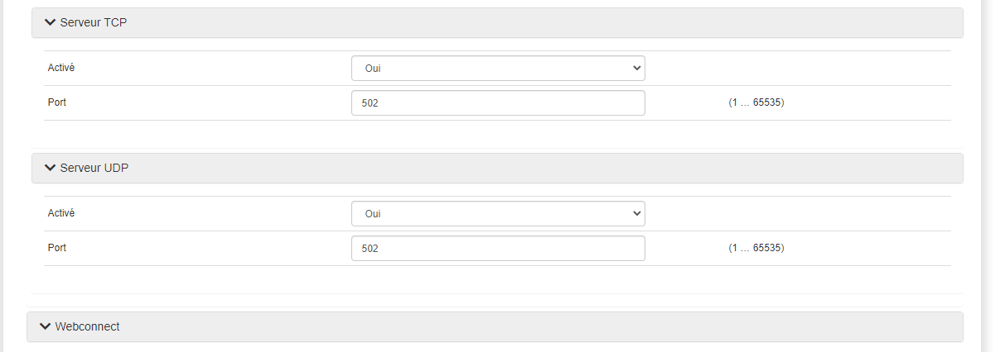 Serveur TCP
Activé Oui
Port 502 (1 ... 65535)
Serveur UDP
Activé Oui
Port 502 (1 ... 65535)
Webconnect